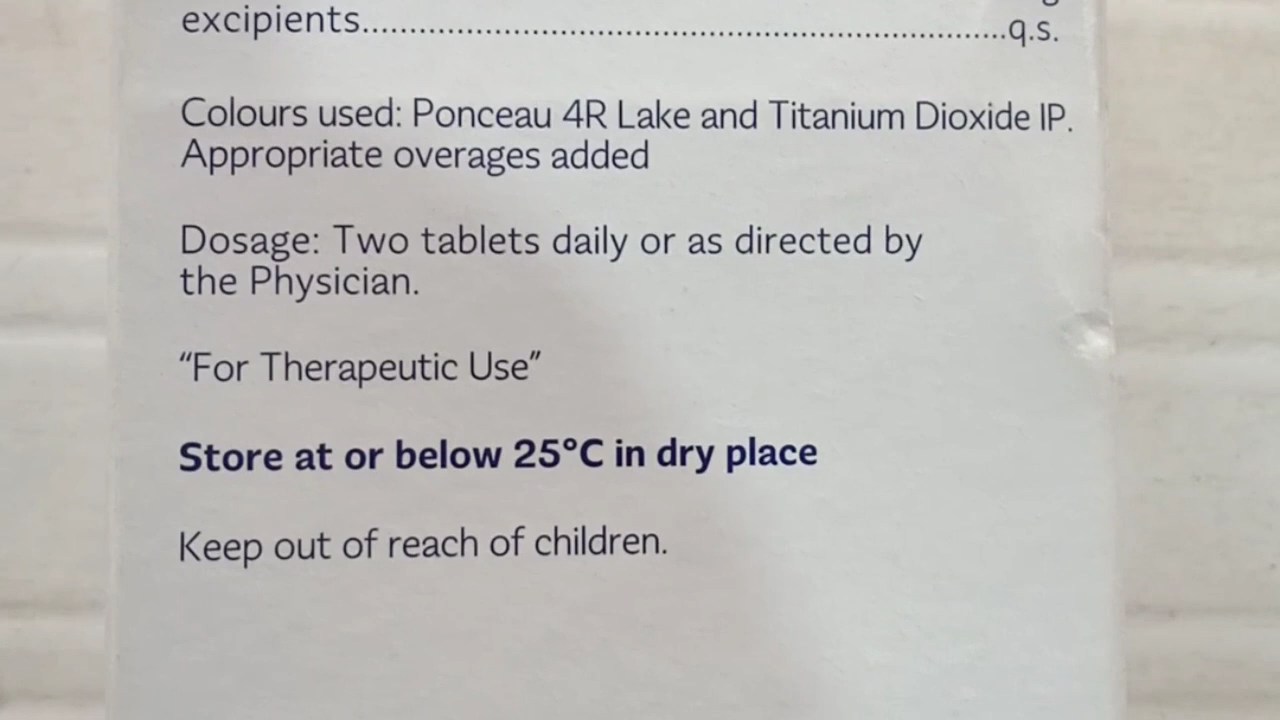 excipients................................................................................q.s.
Colours used: Ponceau 4R Lake and Titanium Dioxide IP.
Appropriate overages added
Dosage: Two tablets daily or as directed by
the Physician.
“For Therapeutic Use”
Store at or below 25°C in dry place
Keep out of reach of children.